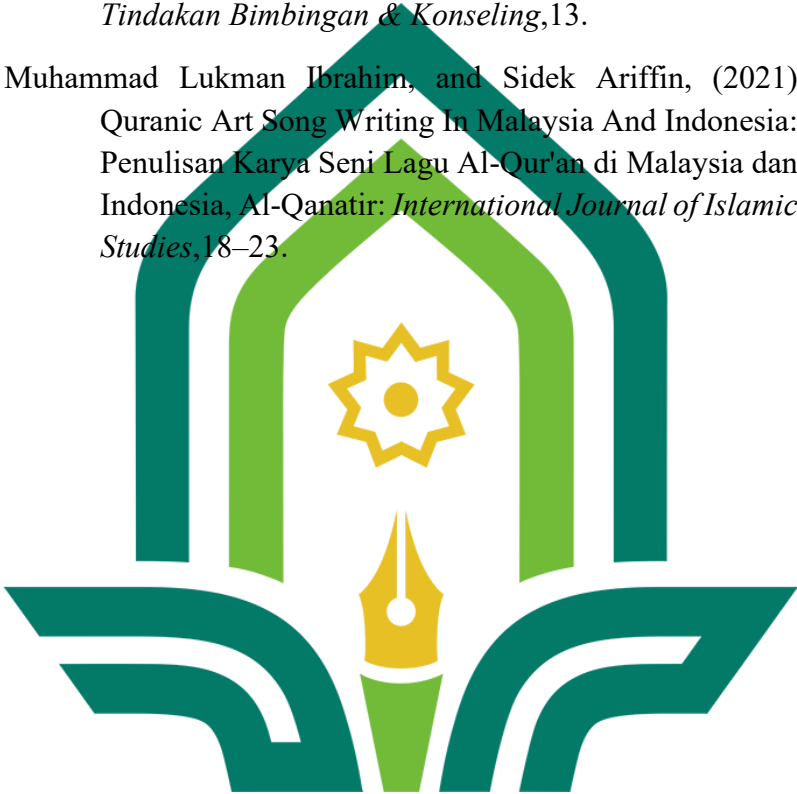 Tindakan Bimbingan & Konseling,13.
Muhammad Lukman Ibrahim, and Sidek Ariffin, (2021)
Quranic Art Song Writing In Malaysia And Indonesia:
Penulisan Karya Seni Lagu Al-Qur'an di Malaysia dan
Indonesia, Al-Qanatir: International Journal of Islamic
Studies,18–23.